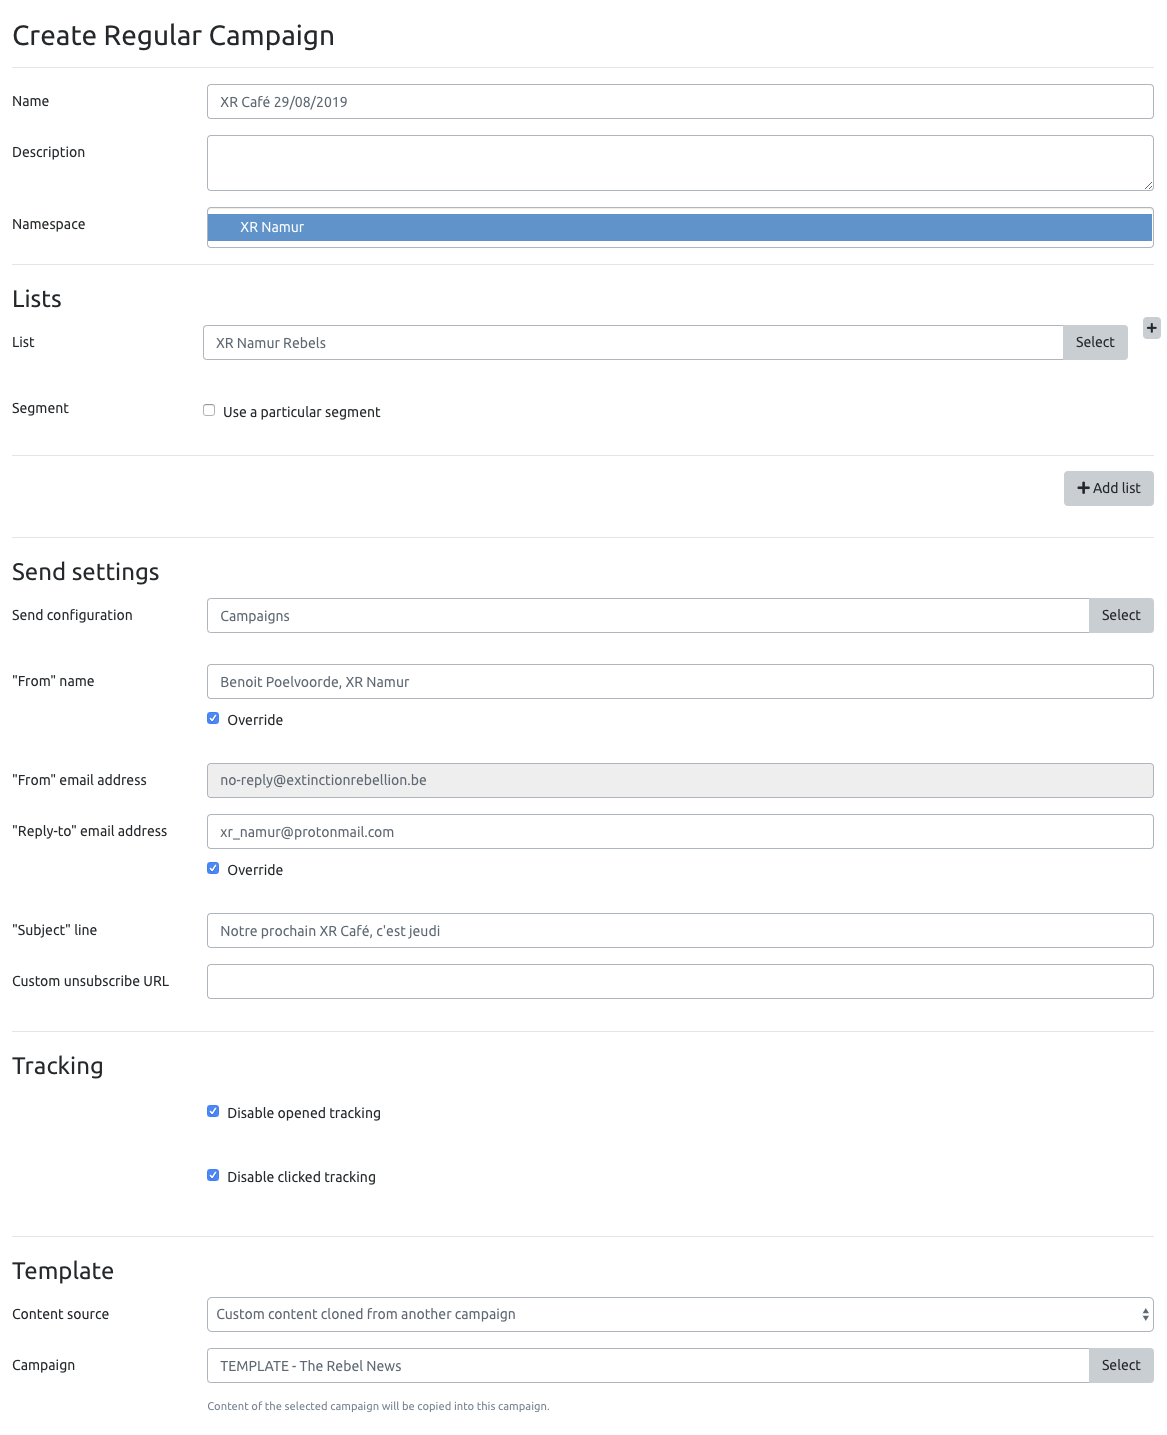 Create Regular Campaign
Name
XR Café 29/08/2019
Description
Namespace
XR Namur
Lists
List
XR Namur Rebels
Select
Segment
Use a particular segment
Add list
Send settings
Send configuration
Campaigns
Select
"From" name
Benoit Poelvoorde, XR Namur
Override
"From" email address
no-reply@extinctionrebellion.be
"Reply-to" email address
xr_namur@protonmail.com
Override
"Subject" line
Notre prochain XR Café, c'est jeudi
Custom unsubscribe URL
Tracking
Disable opened tracking
Disable clicked tracking
Template
Content source
Custom content cloned from another campaign
Campaign
TEMPLATE - The Rebel News
Select
Content of the selected campaign will be copied into this campaign.